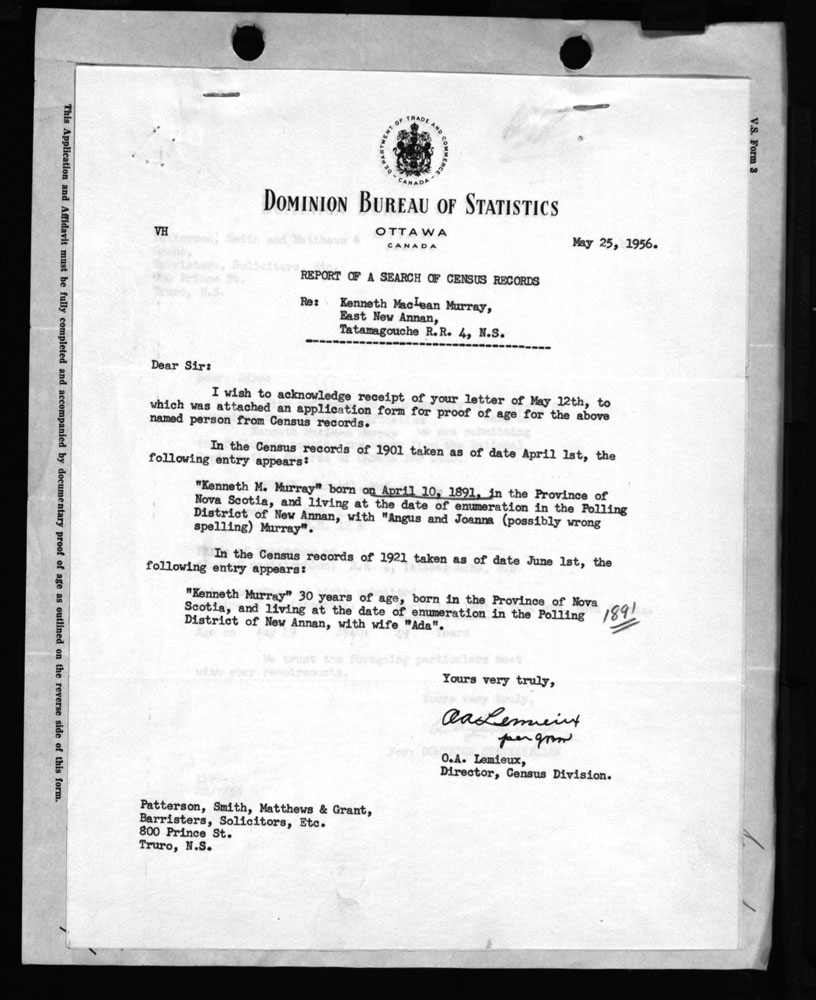 This Application and Affidavit must be fully completed and accompanied by documentary proof of age as outlined on the reverse side of this form.
V.S. Form 3
DEPARTMENT OF TRADE AND COMMERCE
CANADA
DOMINION BUREAU OF STATISTICS
VH
OTTAWA
CANADA
May 25, 1956.
REPORT OF A SEARCH OF CENSUS RECORDS
Re: Kenneth MacLean Murray,
East New Annan,
Tatamagouche R.R. 4, N.S.
Dear Sir:
I wish to acknowledge receipt of your letter of May 12th, to
which was attached an application form for proof of age for the above
named person from Census records.
In the Census records of 1901 taken as of date April 1st, the
following entry appears:
"Kenneth M. Murray" born on April 10, 1891, in the Province of
Nova Scotia, and living at the date of enumeration in the Polling
District of New Annan, with "Angus and Joanna (possibly wrong
spelling) Murray".
In the Census records of 1921 taken as of date June 1st, the
following entry appears:
"Kenneth Murray" 30 years of age, born in the Province of Nova
Scotia, and living at the date of enumeration in the Polling
District of New Annan, with wife "Ada".
1891
Yours very truly,
OA Lemieux
per
O.A. Lemieux,
Director, Census Division.
Patterson, Smith, Matthews & Grant,
Barristers, Solicitors, Etc.
800 Prince St.
Truro, N.S.